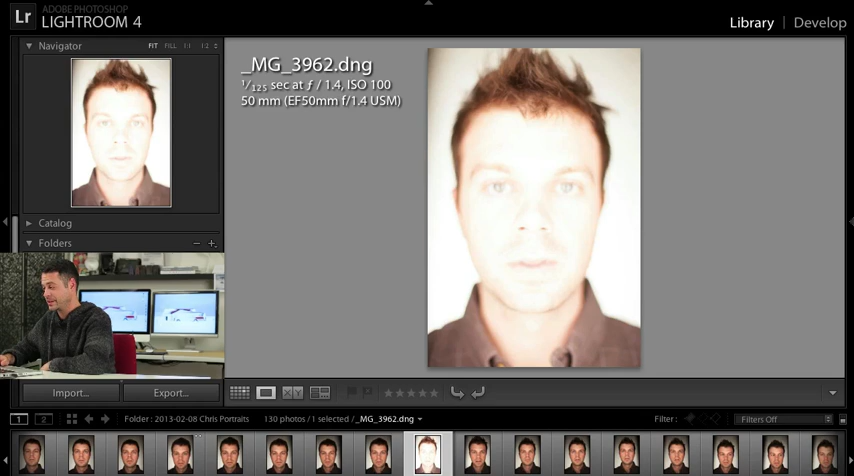 Lr
ADOBE PHOTOSHOP
LIGHTROOM 4
Library | Develop
Navigator
FIT FILL 1:1 1:2
_MG_3962.dng
1/125 sec at ƒ / 1.4, ISO 100
50 mm (EF50mm f/1.4 USM)
Catalog
Folders
Import...
Export...
XY
1 2
Folder : 2013-02-08 Chris Portraits
130 photos / 1 selected / _MG_3962.dng
Filter :
Filters Off